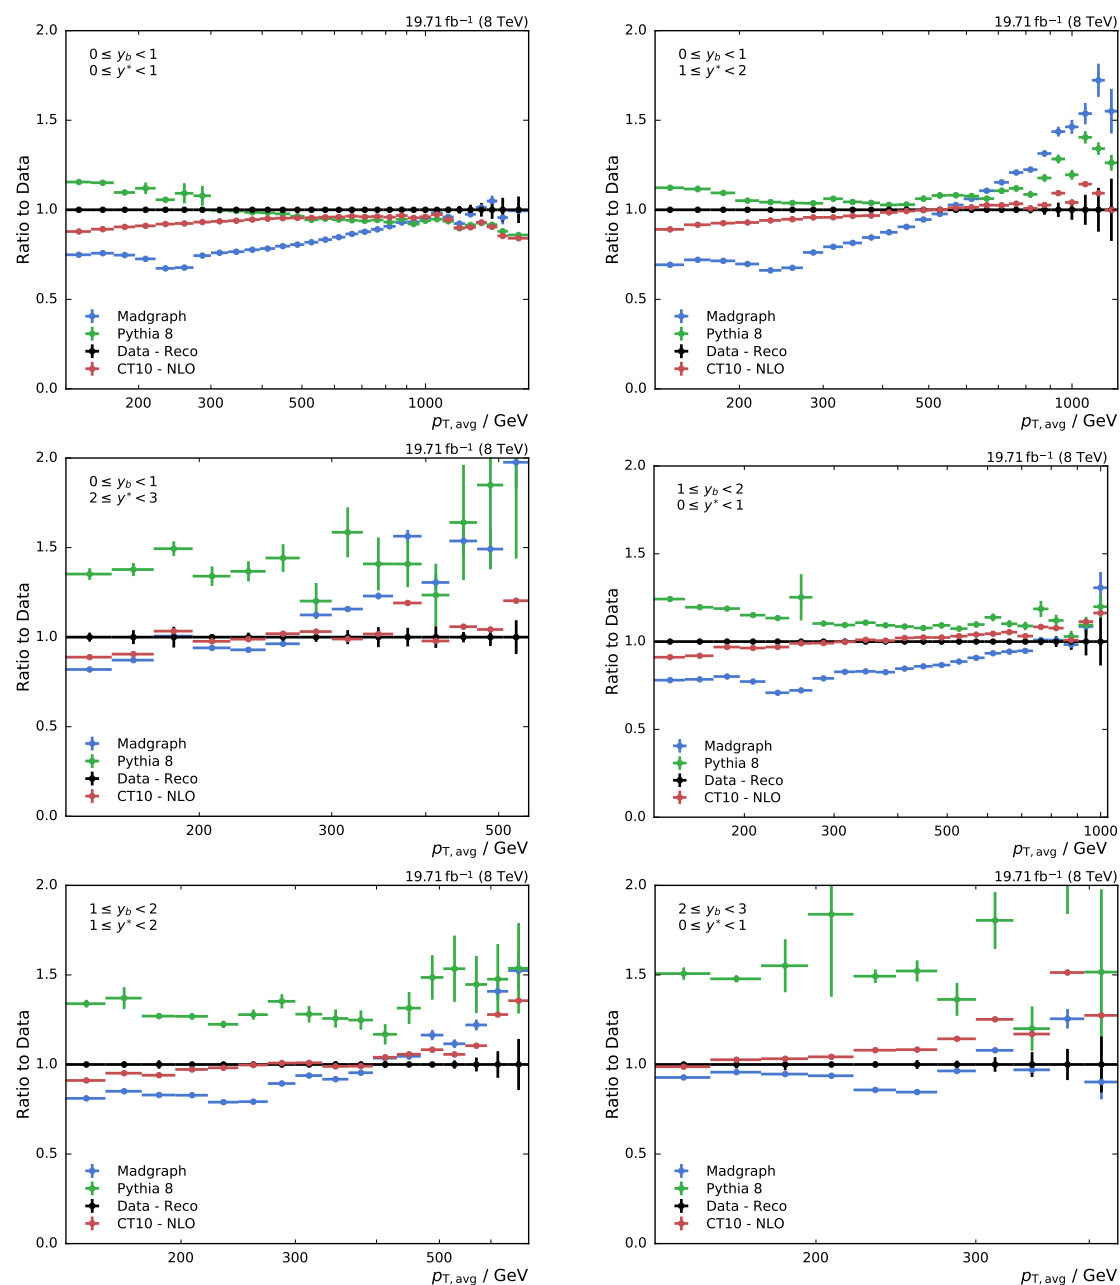 19.71 fb⁻¹ (8 TeV)
2.0
0 ≤ y_b < 1
0 ≤ y* < 1
1.5
Ratio to Data
1.0
0.5
Madgraph
Pythia 8
Data - Reco
CT10 - NLO
0.0
200 300 500 1000
p_T,avg / GeV
19.71 fb⁻¹ (8 TeV)
2.0
0 ≤ y_b < 1
1 ≤ y* < 2
1.5
Ratio to Data
1.0
0.5
Madgraph
Pythia 8
Data - Reco
CT10 - NLO
0.0
200 300 500 1000
p_T,avg / GeV
19.71 fb⁻¹ (8 TeV)
2.0
0 ≤ y_b < 1
2 ≤ y* < 3
1.5
Ratio to Data
1.0
0.5
Madgraph
Pythia 8
Data - Reco
CT10 - NLO
0.0
200 300 500
p_T,avg / GeV
19.71 fb⁻¹ (8 TeV)
2.0
1 ≤ y_b < 2
0 ≤ y* < 1
1.5
Ratio to Data
1.0
0.5
Madgraph
Pythia 8
Data - Reco
CT10 - NLO
0.0
200 300 500 1000
p_T,avg / GeV
19.71 fb⁻¹ (8 TeV)
2.0
1 ≤ y_b < 2
1 ≤ y* < 2
1.5
Ratio to Data
1.0
0.5
Madgraph
Pythia 8
Data - Reco
CT10 - NLO
0.0
200 300 500
p_T,avg / GeV
19.71 fb⁻¹ (8 TeV)
2.0
2 ≤ y_b < 3
0 ≤ y* < 1
1.5
Ratio to Data
1.0
0.5
Madgraph
Pythia 8
Data - Reco
CT10 - NLO
0.0
200 300
p_T,avg / GeV